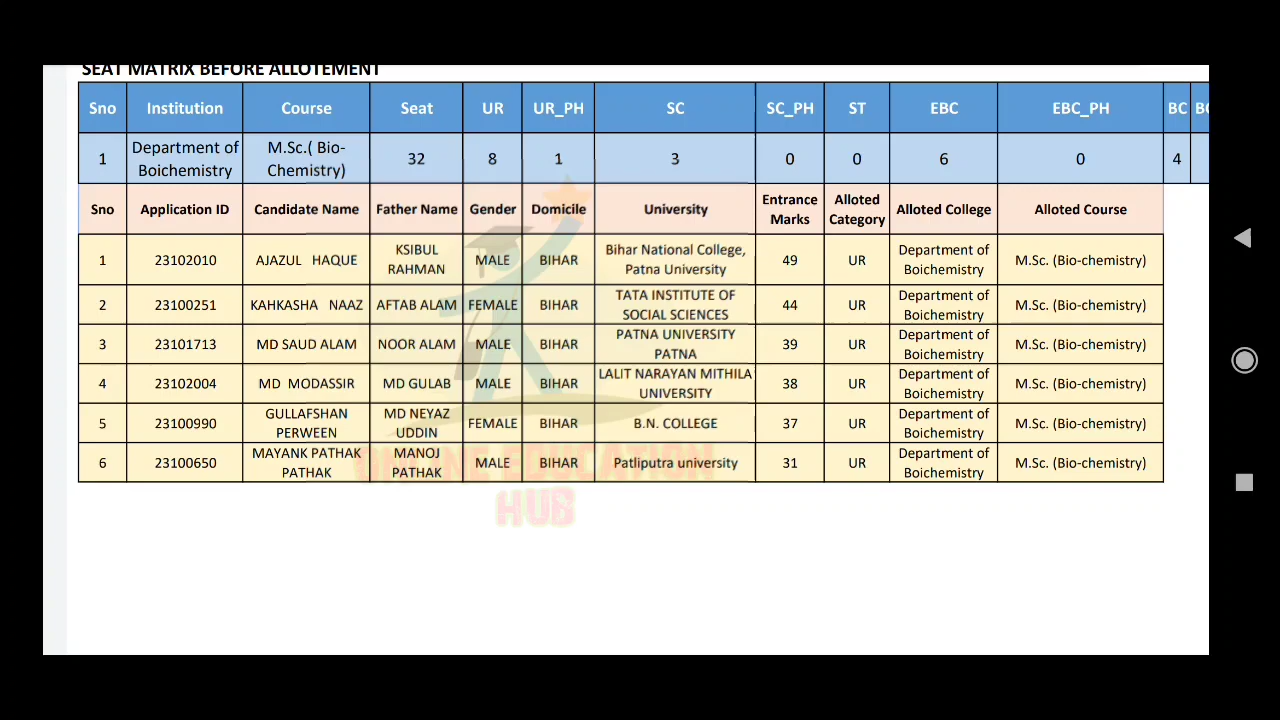 SEAT MATRIX BEFORE ALLOTEMENT
Sno Institution Course Seat UR UR_PH SC SC_PH ST EBC EBC_PH BC
1 Department of Boichemistry M.Sc.( Bio-Chemistry) 32 8 1 3 0 0 6 0 4
Sno Application ID Candidate Name Father Name Gender Domicile University Entrance Marks Alloted Category Alloted College Alloted Course
1 23102010 AJAZUL HAQUE KSIBUL RAHMAN MALE BIHAR Bihar National College, Patna University 49 UR Department of Boichemistry M.Sc. (Bio-chemistry)
2 23100251 KAHKASHA NAAZ AFTAB ALAM FEMALE BIHAR TATA INSTITUTE OF SOCIAL SCIENCES 44 UR Department of Boichemistry M.Sc. (Bio-chemistry)
3 23101713 MD SAUD ALAM NOOR ALAM MALE BIHAR PATNA UNIVERSITY PATNA 39 UR Department of Boichemistry M.Sc. (Bio-chemistry)
4 23102004 MD MODASSIR MD GULAB MALE BIHAR LALIT NARAYAN MITHILA UNIVERSITY 38 UR Department of Boichemistry M.Sc. (Bio-chemistry)
5 23100990 GULLAFSHAN PERWEEN MD NEYAZ UDDIN FEMALE BIHAR B.N. COLLEGE 37 UR Department of Boichemistry M.Sc. (Bio-chemistry)
6 23100650 MAYANK PATHAK PATHAK MANOJ PATHAK MALE BIHAR Patliputra university 31 UR Department of Boichemistry M.Sc. (Bio-chemistry)
ONLINE EDUCATION
HUB